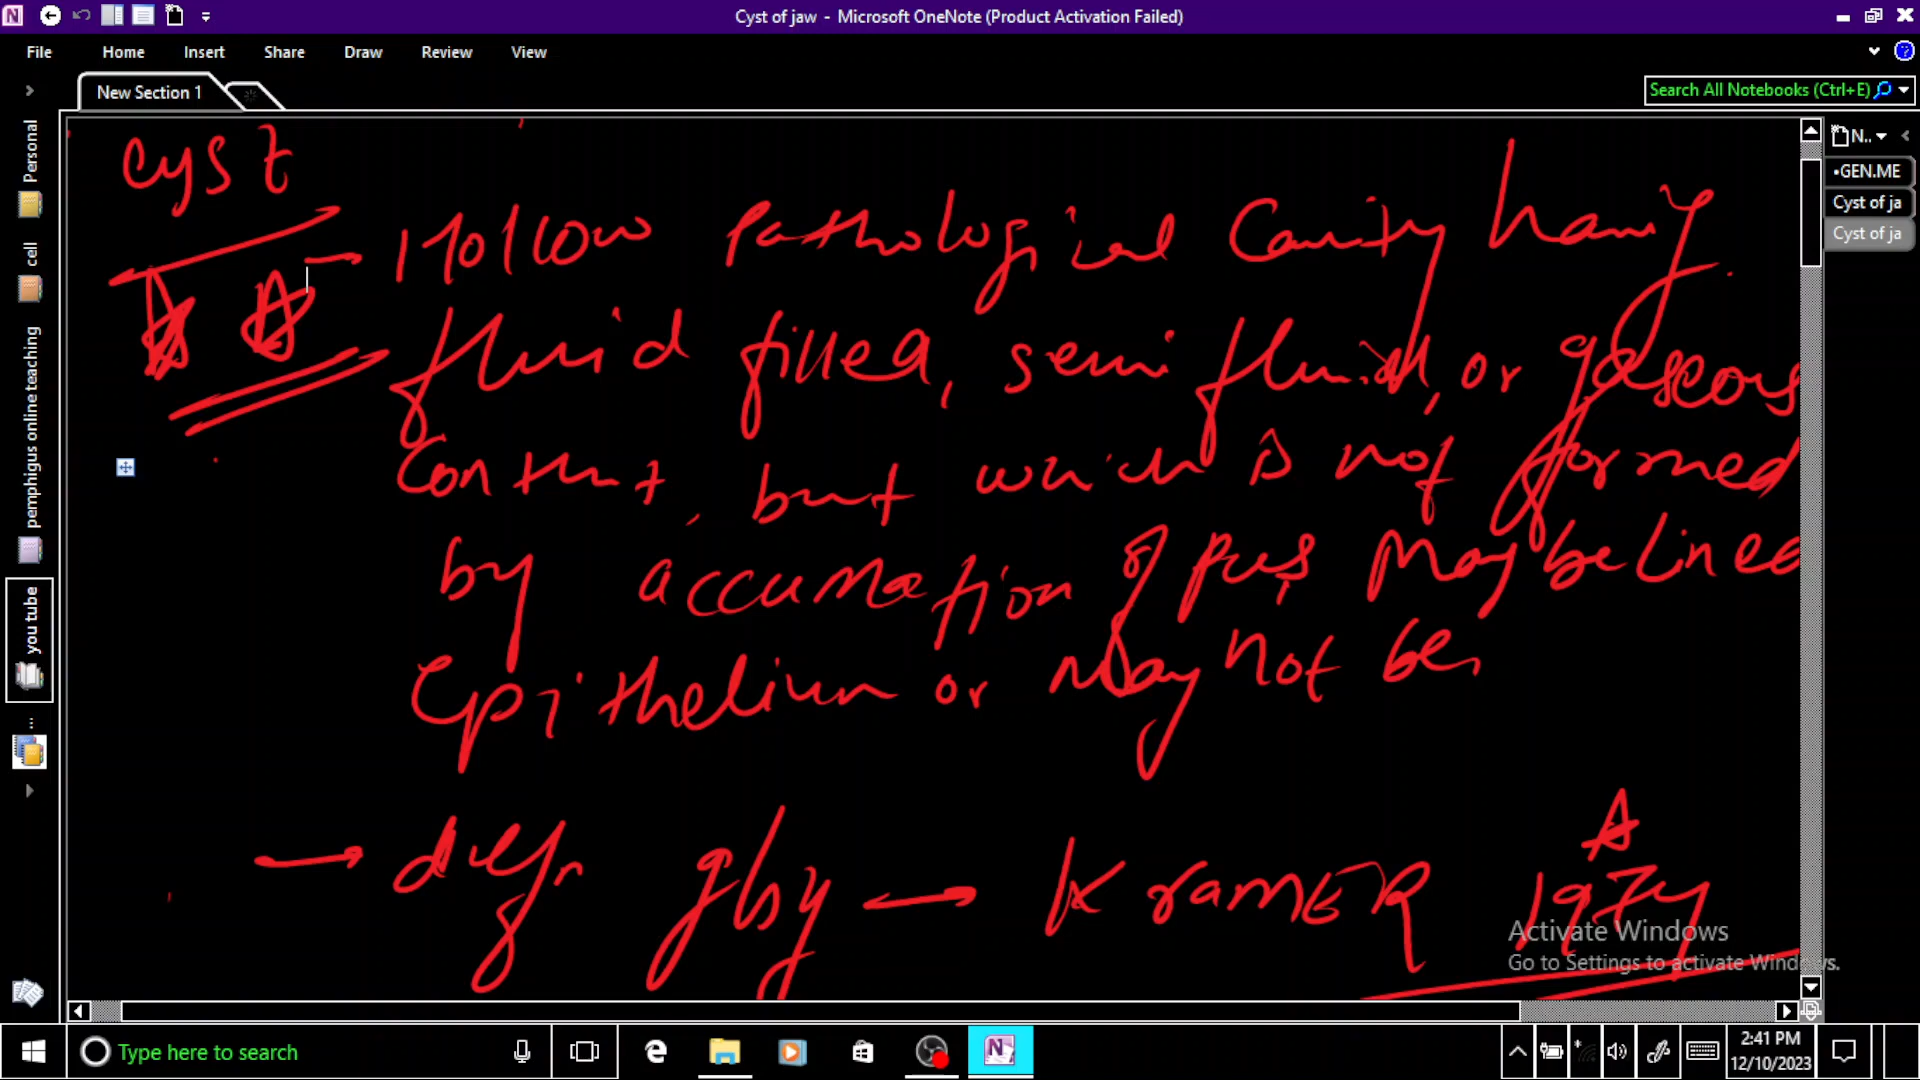 Cyst of jaw - Microsoft OneNote (Product Activation Failed)
File Home Insert Share Draw Review View
New Section 1
Search All Notebooks (Ctrl+E)
N..
•GEN.ME
Cyst of ja
Cyst of ja
Personal
cell
pemphigus online teaching
you tube
...
cyst
Hollow Pathological Cavity having
fluid filled, semi fluid, or gaseous
Content, but which is not formed
by accumation of pus, May be lined
Epithelium or May not be,
→ defn g by → KramER 1974
Activate Windows
Go to Settings to activate Windows.
Type here to search
2:41 PM
12/10/2023